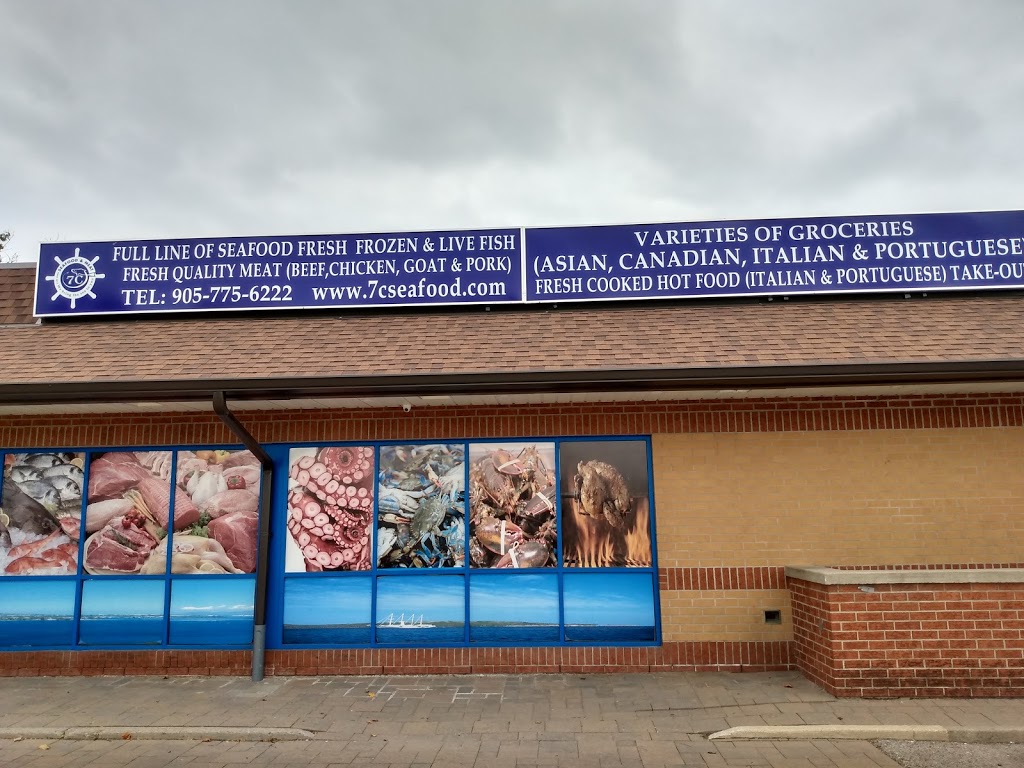 FULL LINE OF SEAFOOD FRESH FROZEN & LIVE FISH
FRESH QUALITY MEAT (BEEF,CHICKEN, GOAT & PORK)
TEL: 905-775-6222 www.7cseafood.com
7C
VARIETIES OF GROCERIES
(ASIAN, CANADIAN, ITALIAN & PORTUGUESE)
FRESH COOKED HOT FOOD (ITALIAN & PORTUGUESE) TAKE-OU